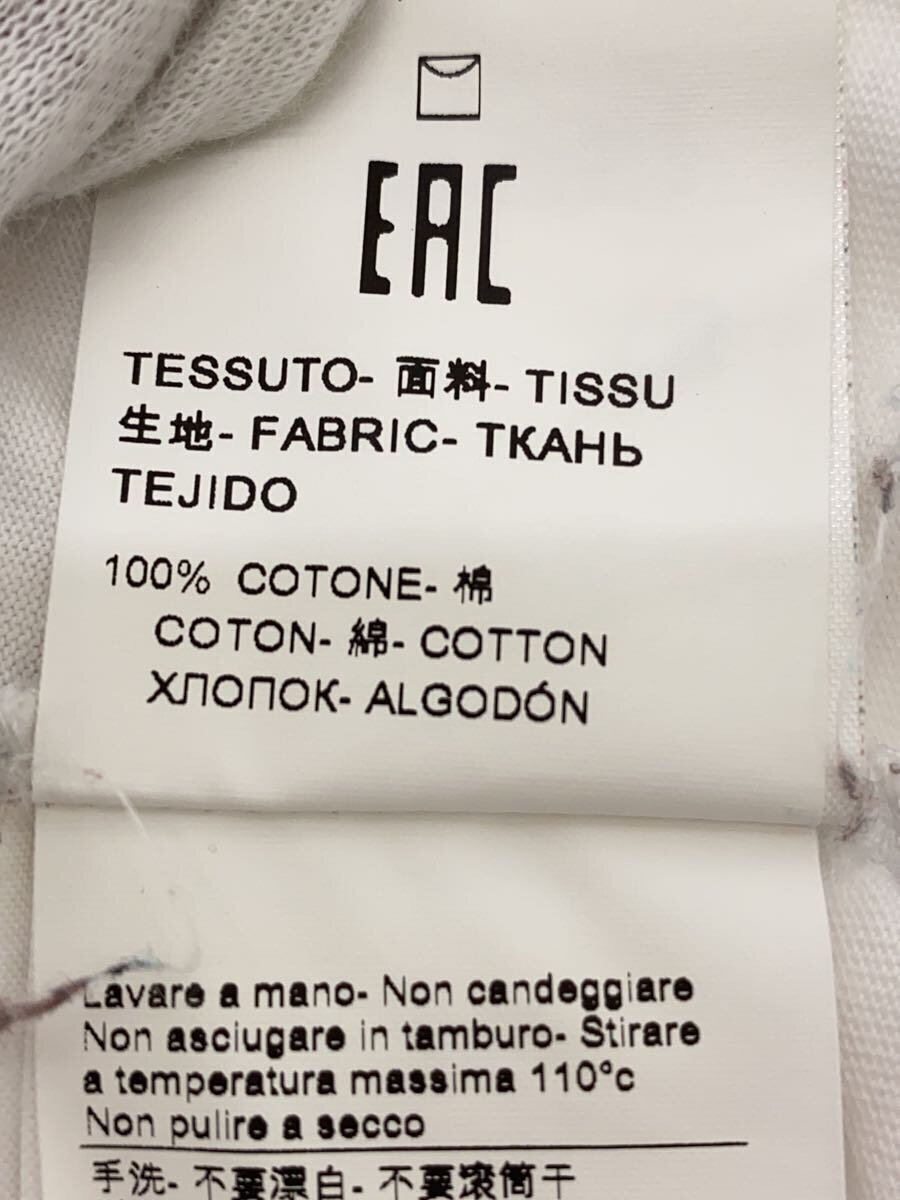 EAC
TESSUTO- 面料- TISSU
生地- FABRIC- ТКАНЬ
TEJIDO
100% COTONE- 棉
COTON- 綿- COTTON
ХЛОПОК- ALGODÓN
Lavare a mano- Non candeggiare
Non asciugare in tamburo- Stirare
a temperatura massima 110°c
Non pulire a secco
手洗- 不要漂白- 不要滚筒干